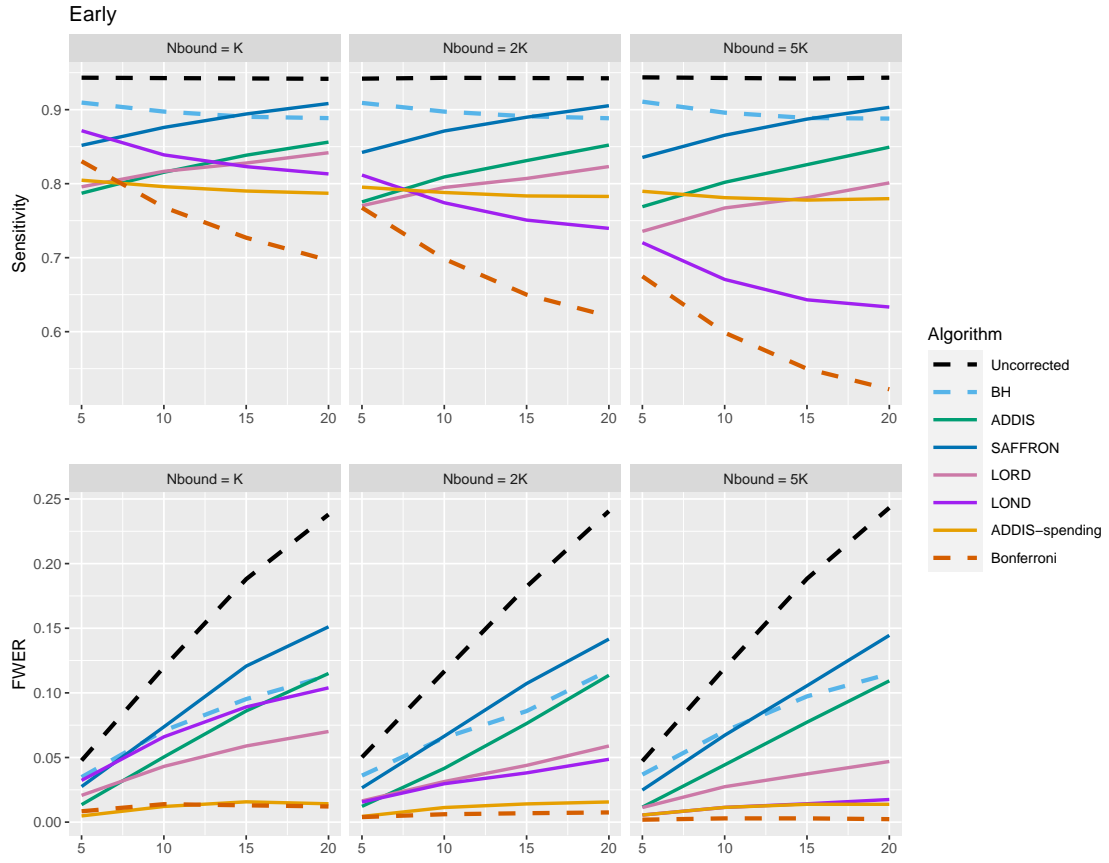 Early
Nbound = K
Nbound = 2K
Nbound = 5K
Sensitivity
0.9
0.8
0.7
0.6
5 10 15 20
5 10 15 20
5 10 15 20
Nbound = K
Nbound = 2K
Nbound = 5K
FWER
0.25
0.20
0.15
0.10
0.05
0.00
5 10 15 20
5 10 15 20
5 10 15 20
Algorithm
Uncorrected
BH
ADDIS
SAFFRON
LORD
LOND
ADDIS−spending
Bonferroni